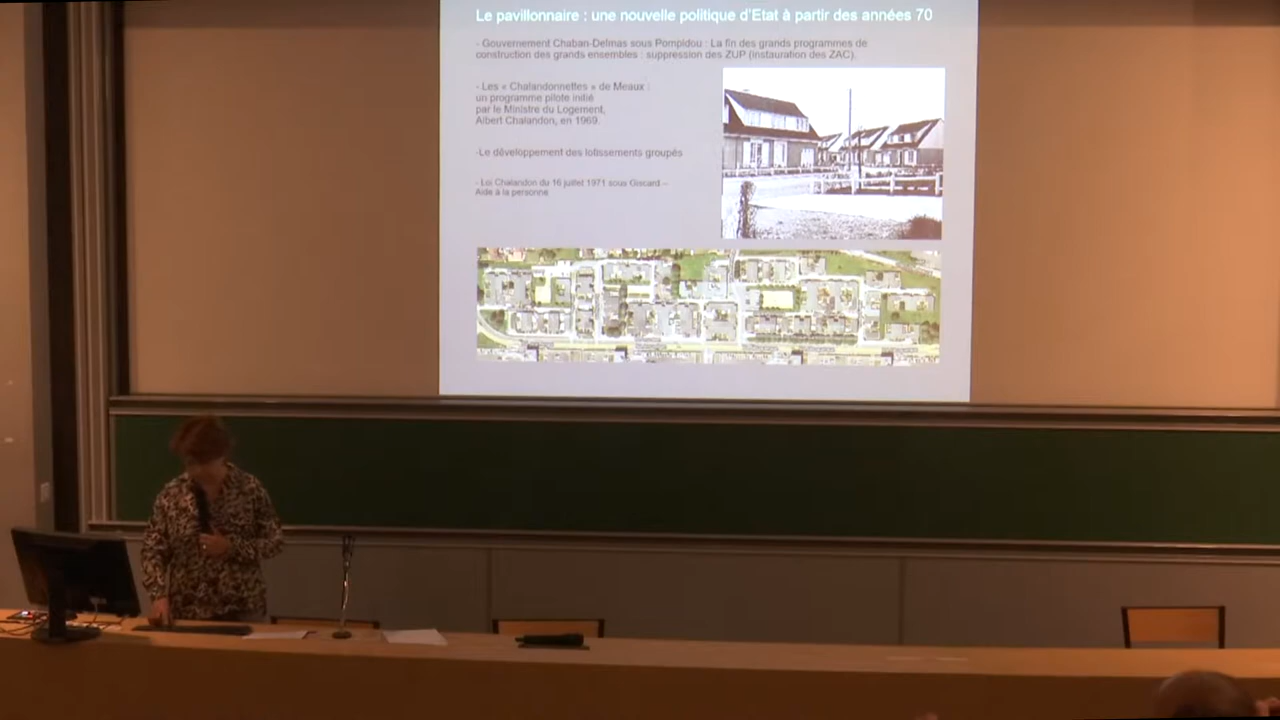 Le pavillonnaire : une nouvelle politique d'Etat à partir des années 70
- Gouvernement Chaban-Delmas sous Pompidou : La fin des grands programmes de
construction des grands ensembles : suppression des ZUP (instauration des ZAC).
- Les « Chalandonnettes » de Meaux :
un programme pilote initié
par le Ministre du Logement,
Albert Chalandon, en 1969.
-Le développement des lotissements groupés
- Loi Chalandon du 16 juillet 1971 sous Giscard –
Aide à la personne